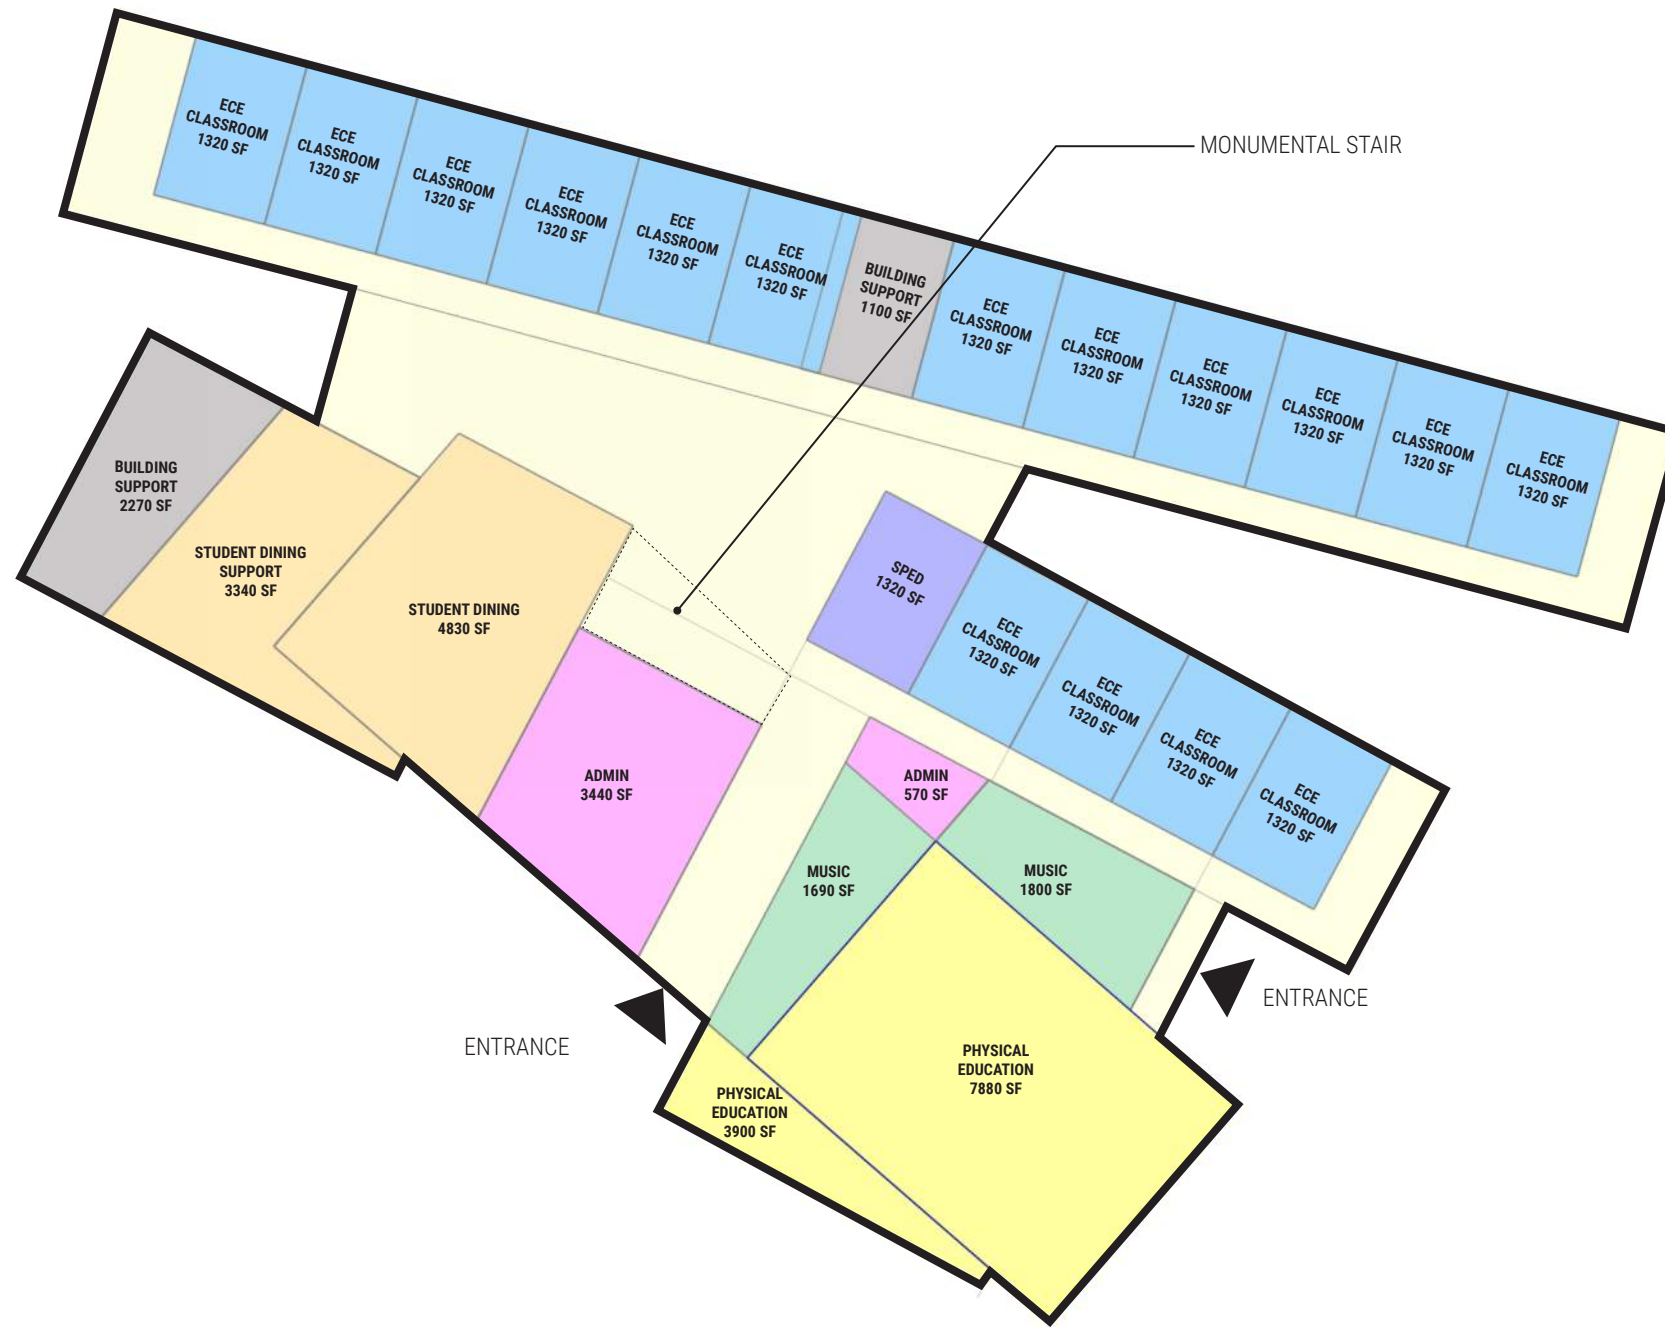 ECE
CLASSROOM
1320 SF
ECE
CLASSROOM
1320 SF
ECE
CLASSROOM
1320 SF
ECE
CLASSROOM
1320 SF
ECE
CLASSROOM
1320 SF
ECE
CLASSROOM
1320 SF
BUILDING
SUPPORT
1100 SF
ECE
CLASSROOM
1320 SF
ECE
CLASSROOM
1320 SF
ECE
CLASSROOM
1320 SF
ECE
CLASSROOM
1320 SF
ECE
CLASSROOM
1320 SF
ECE
CLASSROOM
1320 SF
MONUMENTAL STAIR
BUILDING
SUPPORT
2270 SF
STUDENT DINING
SUPPORT
3340 SF
STUDENT DINING
4830 SF
SPED
1320 SF
ECE
CLASSROOM
1320 SF
ECE
CLASSROOM
1320 SF
ECE
CLASSROOM
1320 SF
ECE
CLASSROOM
1320 SF
ADMIN
3440 SF
ADMIN
570 SF
MUSIC
1690 SF
MUSIC
1800 SF
ENTRANCE
ENTRANCE
PHYSICAL
EDUCATION
7880 SF
PHYSICAL
EDUCATION
3900 SF